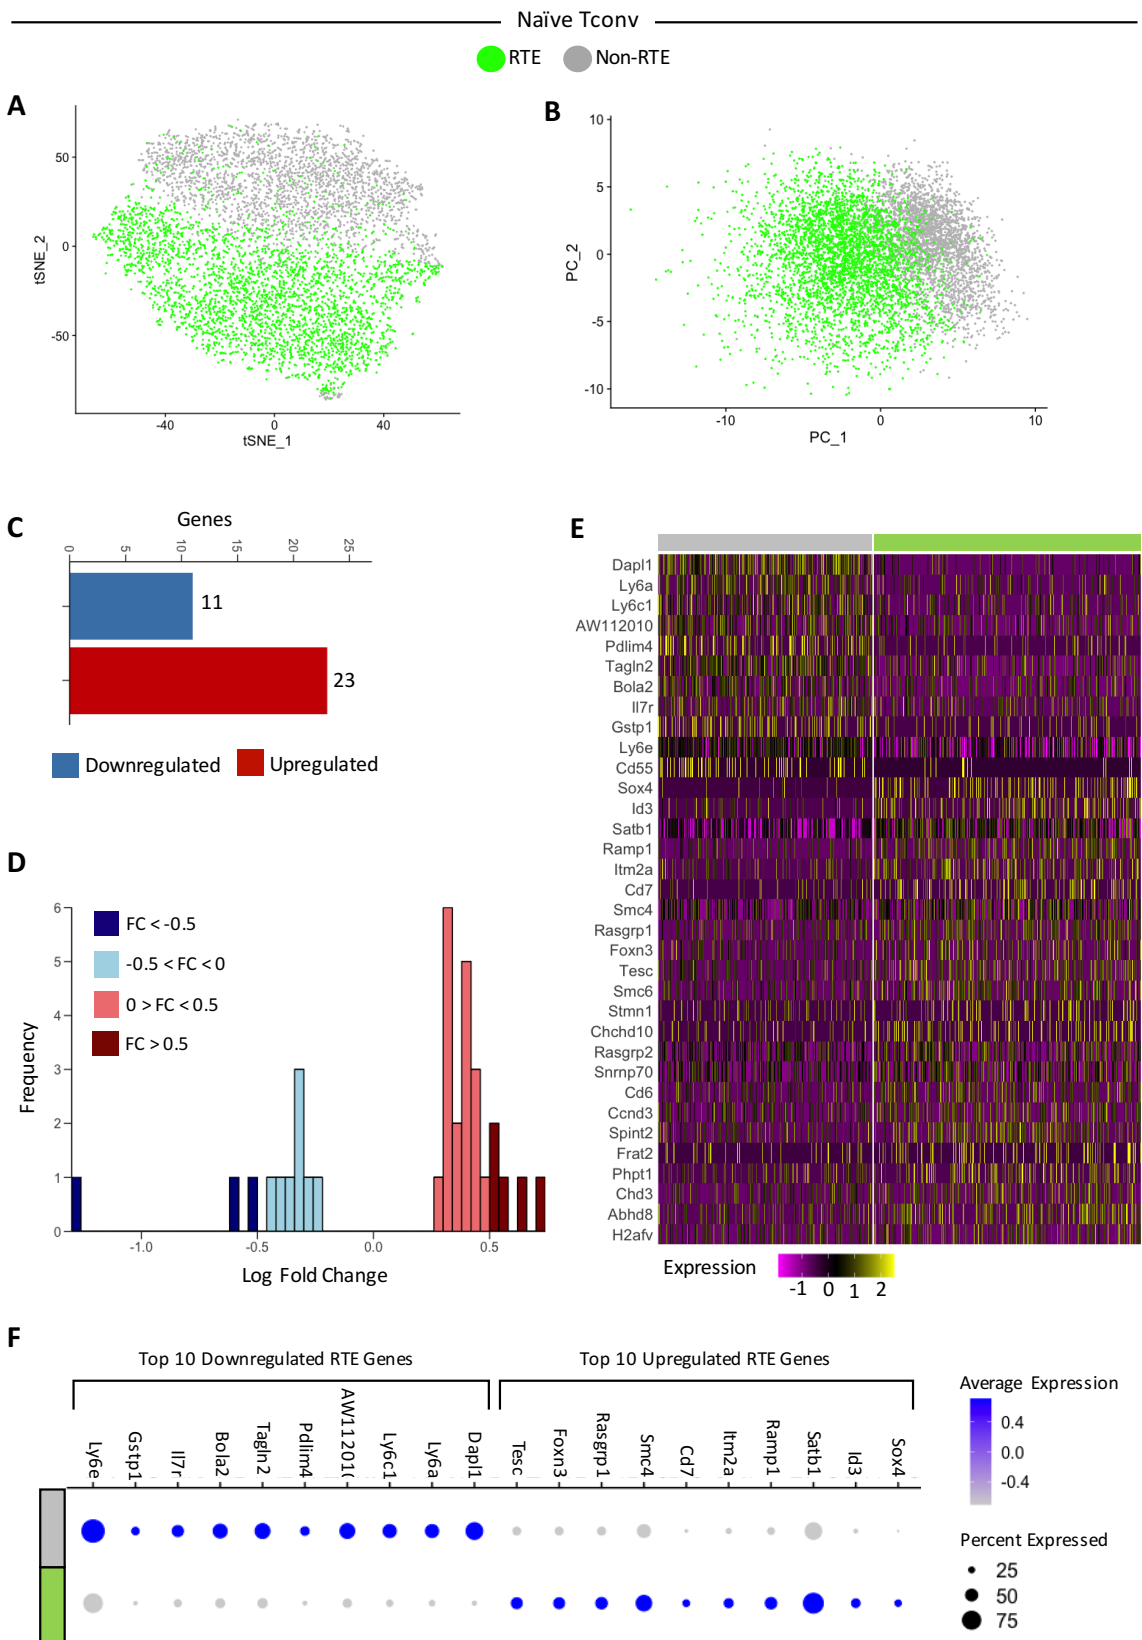 Naïve Tconv
RTE Non-RTE
A
50
0
-50
tSNE_2
-40 0 40
tSNE_1
B
10
5
0
-5
-10
PC_2
-10 0 10
PC_1
C
Genes
0 5 10 15 20 25
11
23
Downregulated Upregulated
D
6
5
4
3
2
1
0
Frequency
FC < -0.5
-0.5 < FC < 0
0 > FC < 0.5
FC > 0.5
-1.0 -0.5 0.0 0.5
Log Fold Change
E
Dapl1
Ly6a
Ly6c1
AW112010
Pdlim4
Tagln2
Bola2
Il7r
Gstp1
Ly6e
Cd55
Sox4
Id3
Satb1
Ramp1
Itm2a
Cd7
Smc4
Rasgrp1
Foxn3
Tesc
Smc6
Stmn1
Chchd10
Rasgrp2
Snrnp70
Cd6
Ccnd3
Spint2
Frat2
Phpt1
Chd3
Abhd8
H2afv
Expression
-1 0 1 2
F
Top 10 Downregulated RTE Genes
Top 10 Upregulated RTE Genes
Ly6e
Gstp1
Il7r
Bola2
Tagln2
Pdlim4
AW11201(
Ly6c1
Ly6a
Dapl1
Tesc
Foxn3
Rasgrp1
Smc4
Cd7
Itm2a
Ramp1
Satb1
Id3
Sox4
Average Expression
0.4
0.0
-0.4
Percent Expressed
25
50
75